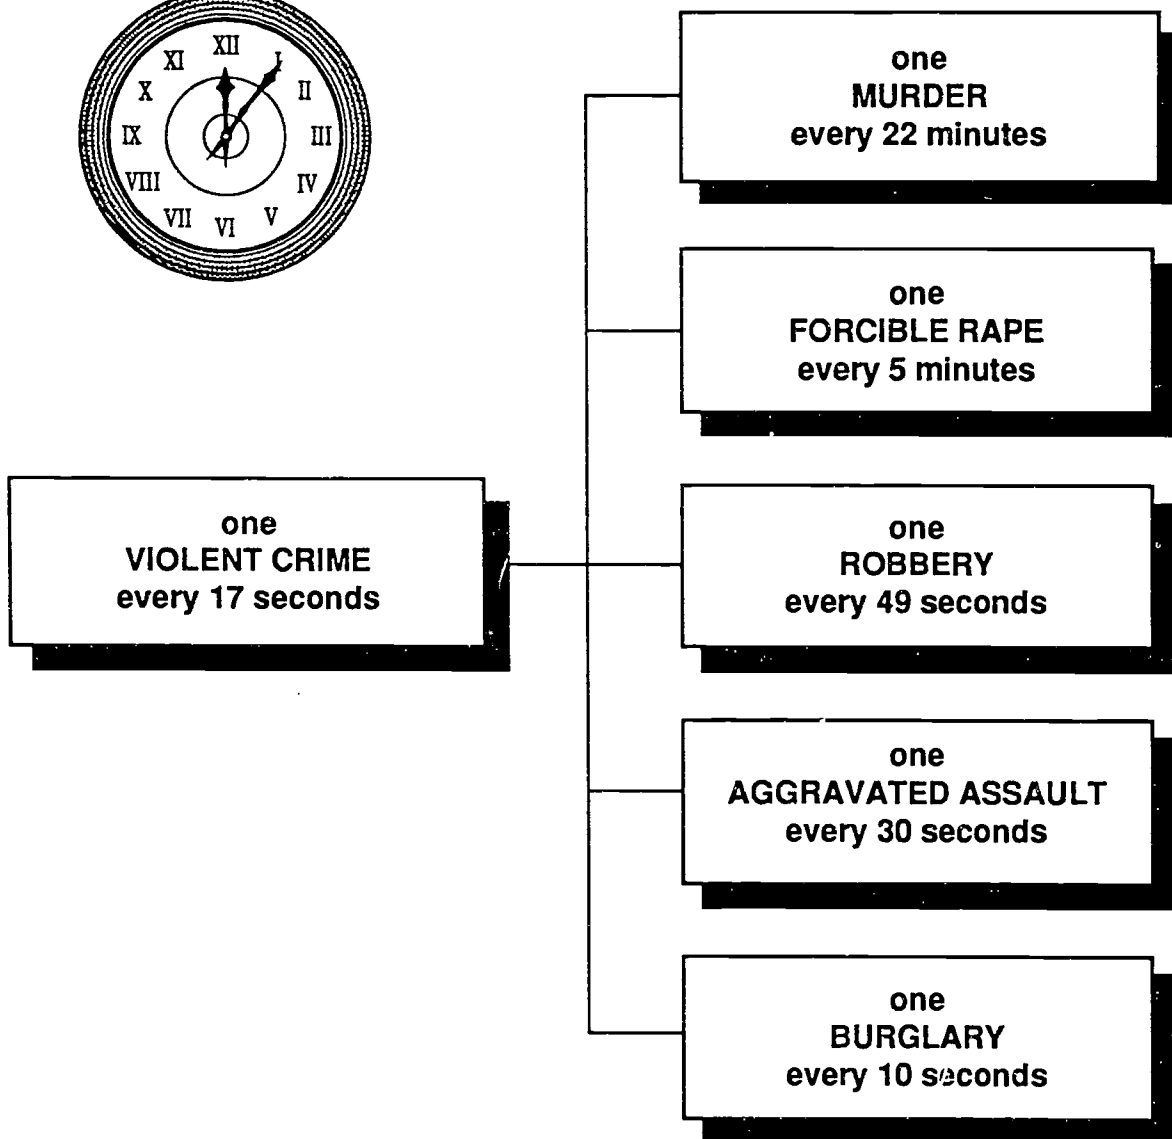 XII
I
II
III
IV
V
VI
VII
VIII
IX
X
XI
one
MURDER
every 22 minutes
one
FORCIBLE RAPE
every 5 minutes
one
VIOLENT CRIME
every 17 seconds
one
ROBBERY
every 49 seconds
one
AGGRAVATED ASSAULT
every 30 seconds
one
BURGLARY
every 10 seconds